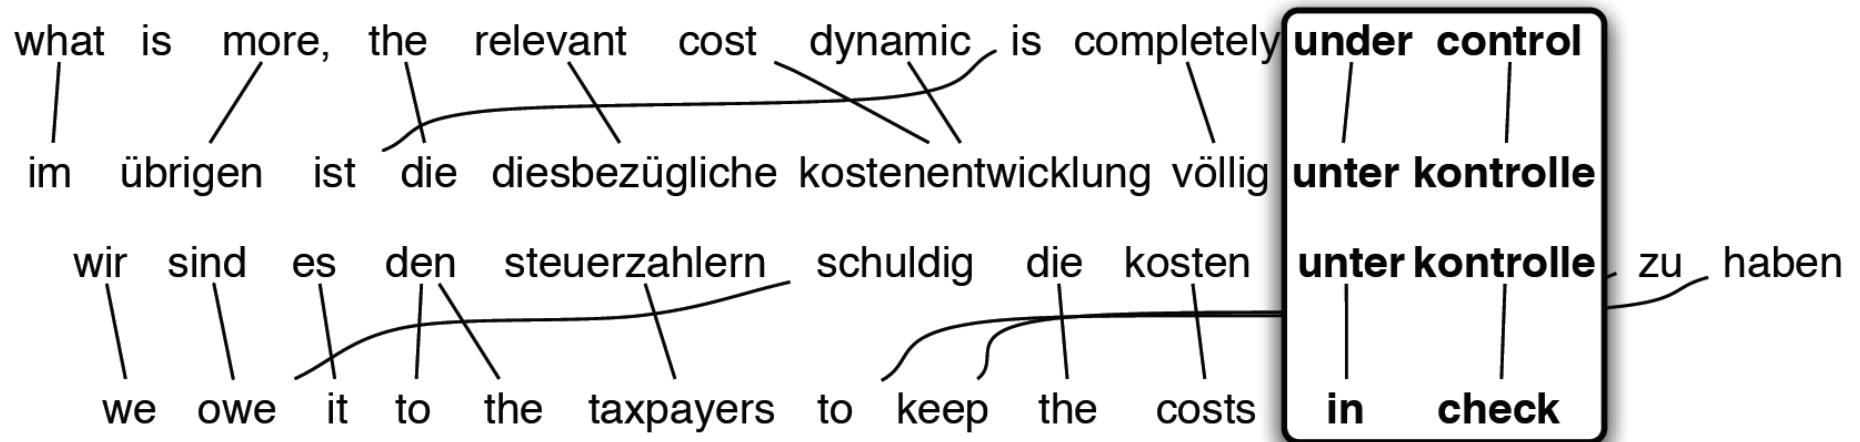 what is more, the relevant cost dynamic is completely under control
im übrigen ist die diesbezügliche kostenentwicklung völlig unter kontrolle
wir sind es den steuerzahlern schuldig die kosten unter kontrolle zu haben
we owe it to the taxpayers to keep the costs in check